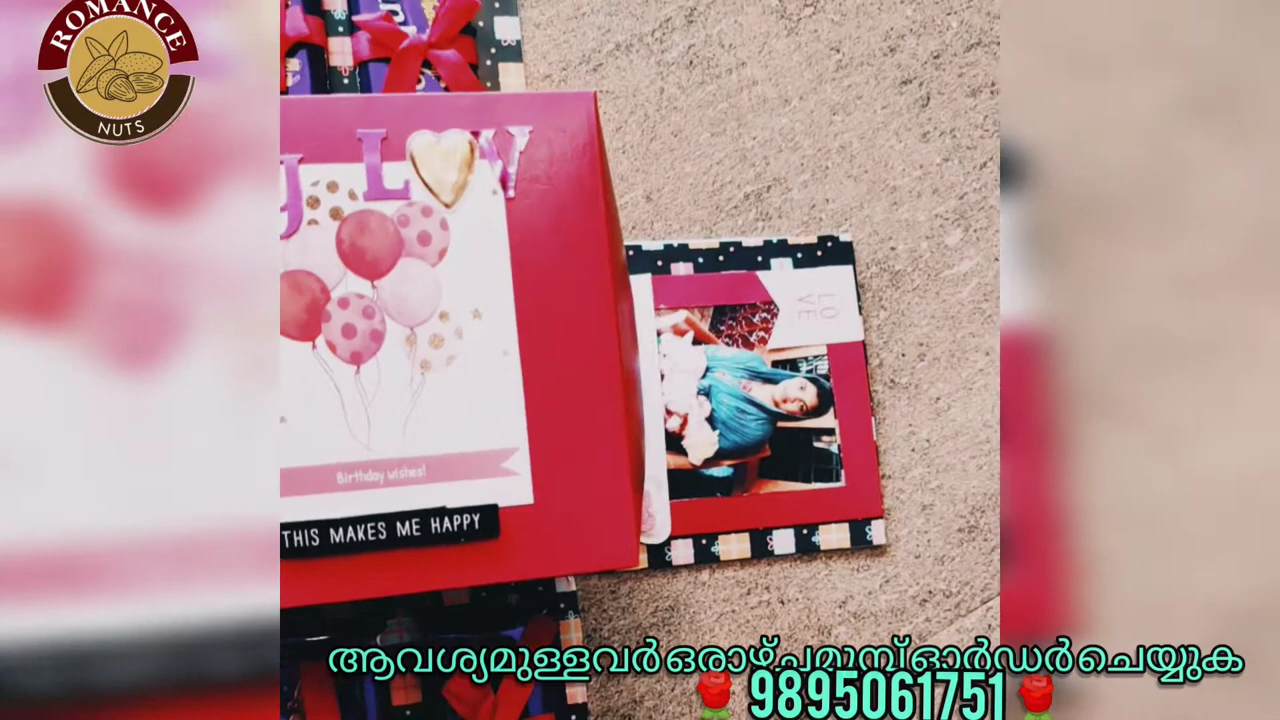 ROMANCE
NUTS
y L W
LO
VE
Birthday wishes!
THIS MAKES ME HAPPY
ആവശ്യമുള്ളവർ ഒരാഴ്ച മുമ്പ് ഓർഡർ ചെയ്യുക
9895061751